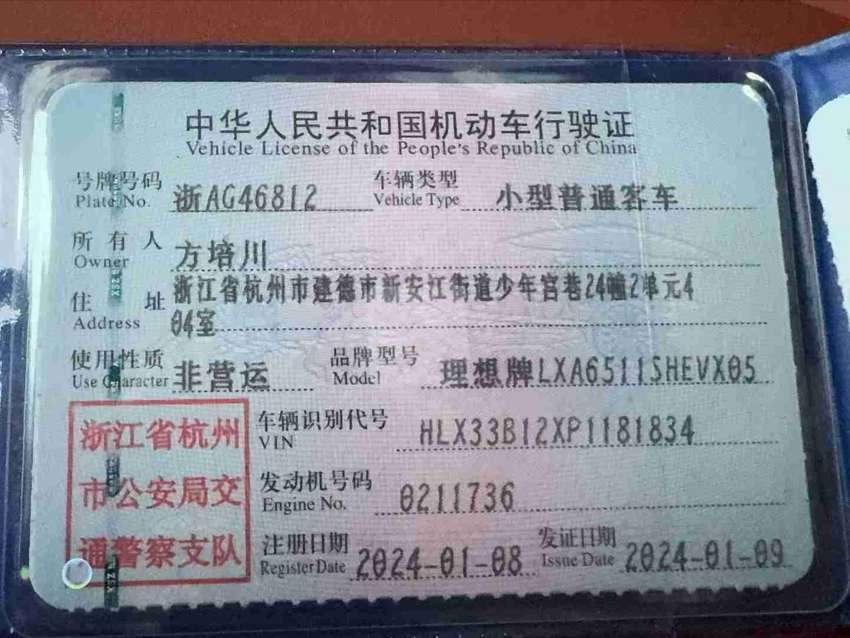 中华人民共和国机动车行驶证
Vehicle License of the People's Republic of China
号牌号码 浙AG46812 车辆类型 小型普通客车
Plate No. Vehicle Type
所有人 方培川
Owner
住址 浙江省杭州市建德市新安江街道少年宫巷24幢2单元4
Address 04室
使用性质 非营运 品牌型号 理想牌LXA6511SHEVX05
Use Character Model
浙江省杭州 车辆识别代号 HLX33B12XP1181834
VIN
市公安局交 发动机号码 0211736
Engine No.
通警察支队 注册日期 2024-01-08 发证日期 2024-01-09
Register Date Issue Date